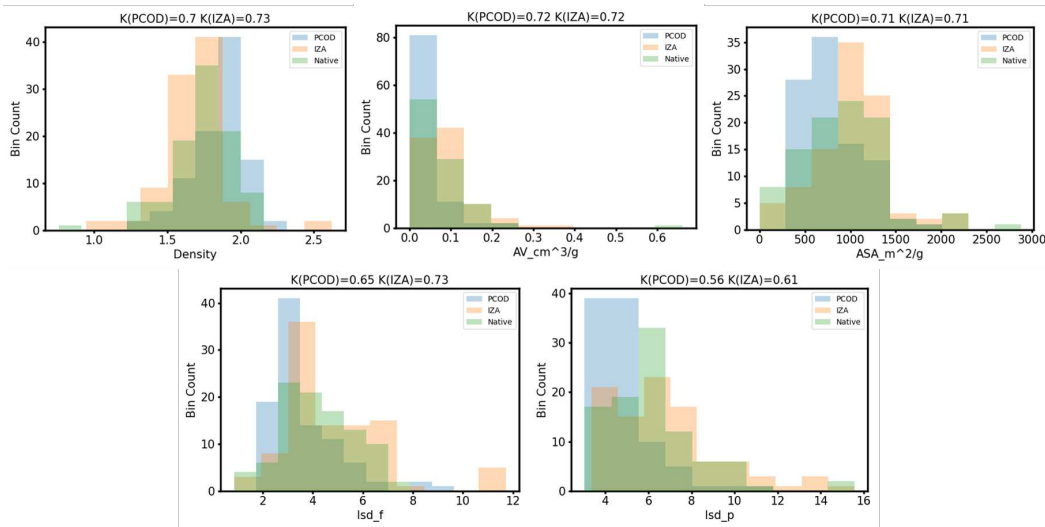 K(PCOD)=0.7 K(IZA)=0.73
40
30
20
10
0
Bin Count
PCOD
IZA
Native
1.0 1.5 2.0 2.5
Density
K(PCOD)=0.72 K(IZA)=0.72
80
60
40
20
0
Bin Count
PCOD
IZA
Native
0.0 0.1 0.2 0.3 0.4 0.5 0.6
AV_cm^3/g
K(PCOD)=0.71 K(IZA)=0.71
35
30
25
20
15
10
5
0
Bin Count
PCOD
IZA
Native
0 500 1000 1500 2000 2500 3000
ASA_m^2/g
K(PCOD)=0.65 K(IZA)=0.73
40
30
20
10
0
Bin Count
PCOD
IZA
Native
2 4 6 8 10 12
lsd_f
K(PCOD)=0.56 K(IZA)=0.61
40
30
20
10
0
Bin Count
PCOD
IZA
Native
4 6 8 10 12 14 16
lsd_p